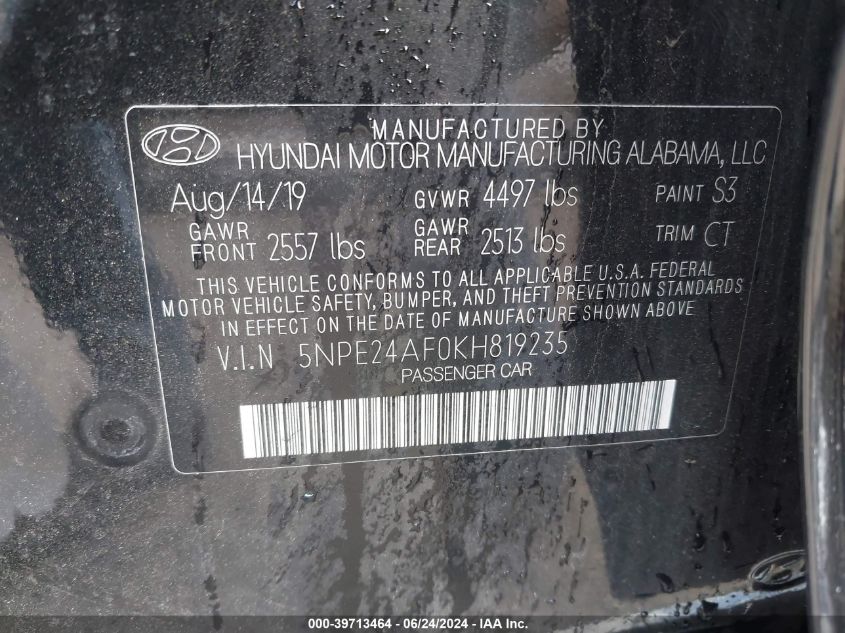 MANUFACTURED BY
HYUNDAI MOTOR MANUFACTURING ALABAMA, LLC
Aug/14/19 GVWR 4497 lbs PAINT S3
GAWR FRONT 2557 lbs GAWR REAR 2513 lbs TRIM CT
THIS VEHICLE CONFORMS TO ALL APPLICABLE U.S.A. FEDERAL
MOTOR VEHICLE SAFETY, BUMPER, AND THEFT PREVENTION STANDARDS
IN EFFECT ON THE DATE OF MANUFACTURE SHOWN ABOVE
V.I.N 5NPE24AF0KH819235
PASSENGER CAR
000-39713464 - 06/24/2024 - IAA Inc.